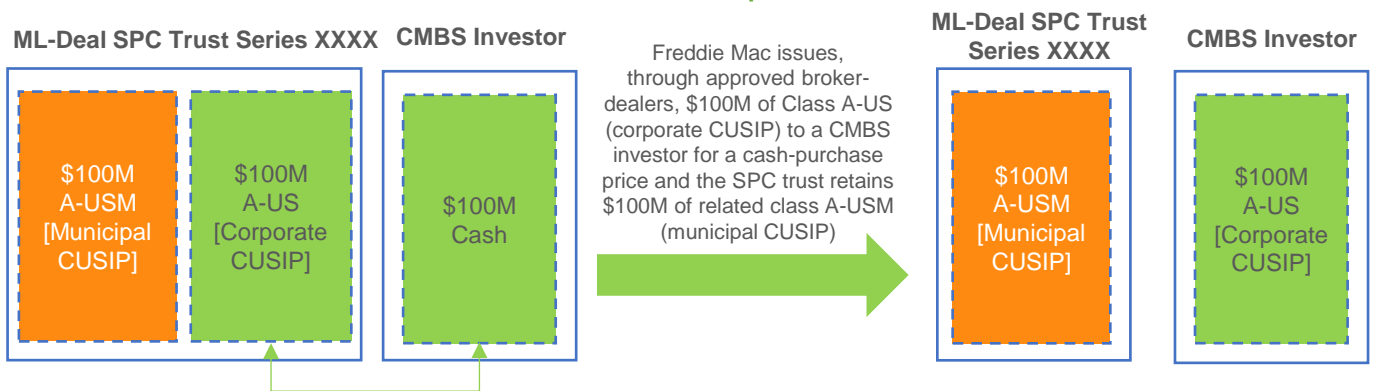 ML-Deal SPC Trust Series XXXX
CMBS Investor
$100M
A-USM
[Municipal
CUSIP]
$100M
A-US
[Corporate
CUSIP]
$100M
Cash
Freddie Mac issues,
through approved broker-
dealers, $100M of Class A-US
(corporate CUSIP) to a CMBS
investor for a cash-purchase
price and the SPC trust retains
$100M of related class A-USM
(municipal CUSIP)
ML-Deal SPC Trust
Series XXXX
CMBS Investor
$100M
A-USM
[Municipal
CUSIP]
$100M
A-US
[Corporate
CUSIP]